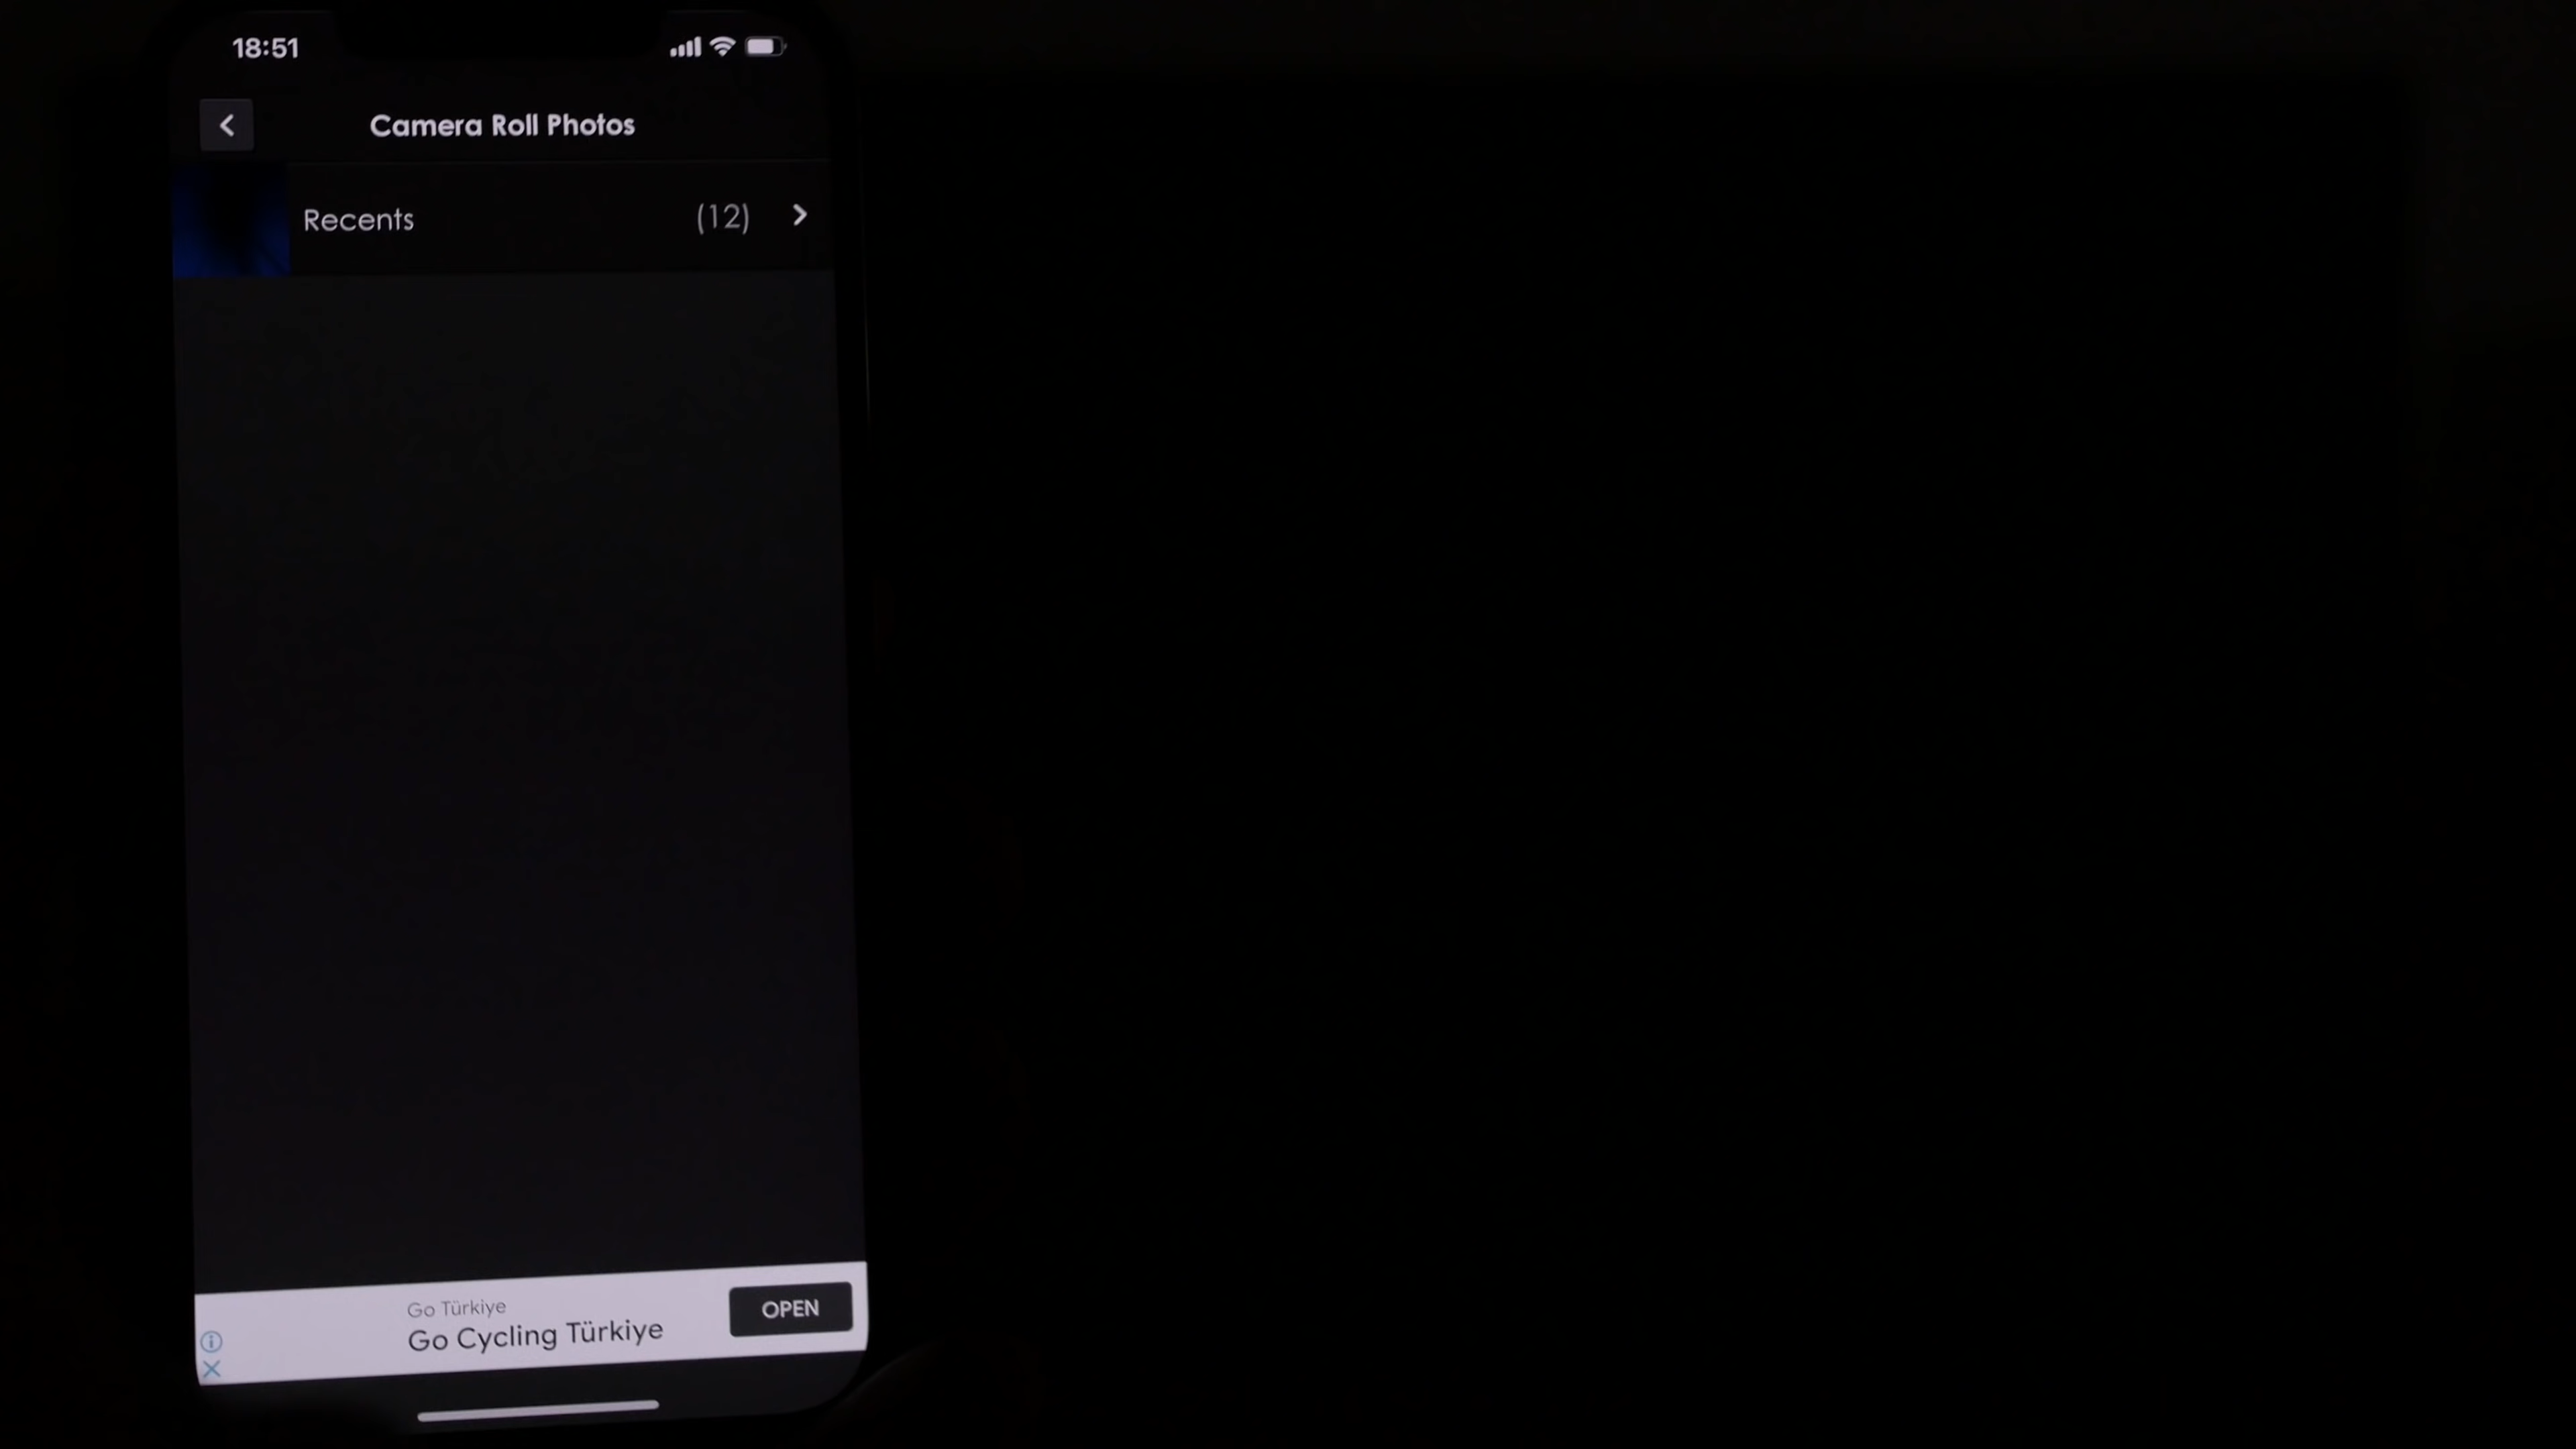 18:51
Camera Roll Photos
Recents (12)
Go Türkiye
Go Cycling Türkiye
OPEN